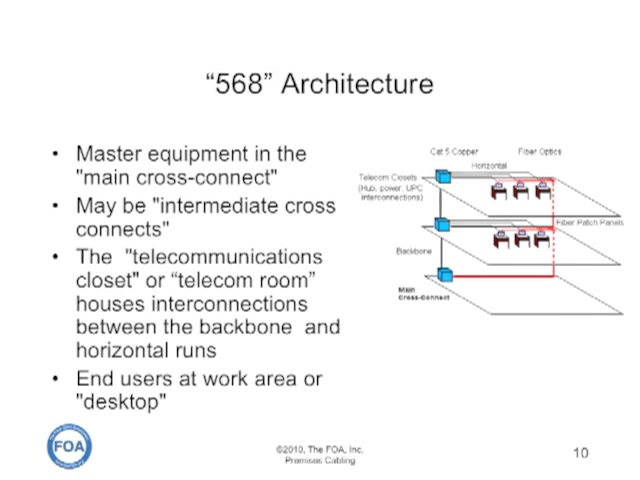 “568” Architecture
• Master equipment in the
"main cross-connect"
• May be "intermediate cross
connects"
• The "telecommunications
closet" or “telecom room”
houses interconnections
between the backbone and
horizontal runs
• End users at work area or
"desktop"
Cat 5 Copper
Fiber Optics
Horizontal
Telecom Closets
(Hub, power, UPC
interconnections)
Fiber Patch Panels
Backbone
Main
Cross-Connect
FOA
©2010, The FOA, Inc.
Premises Cabling
10